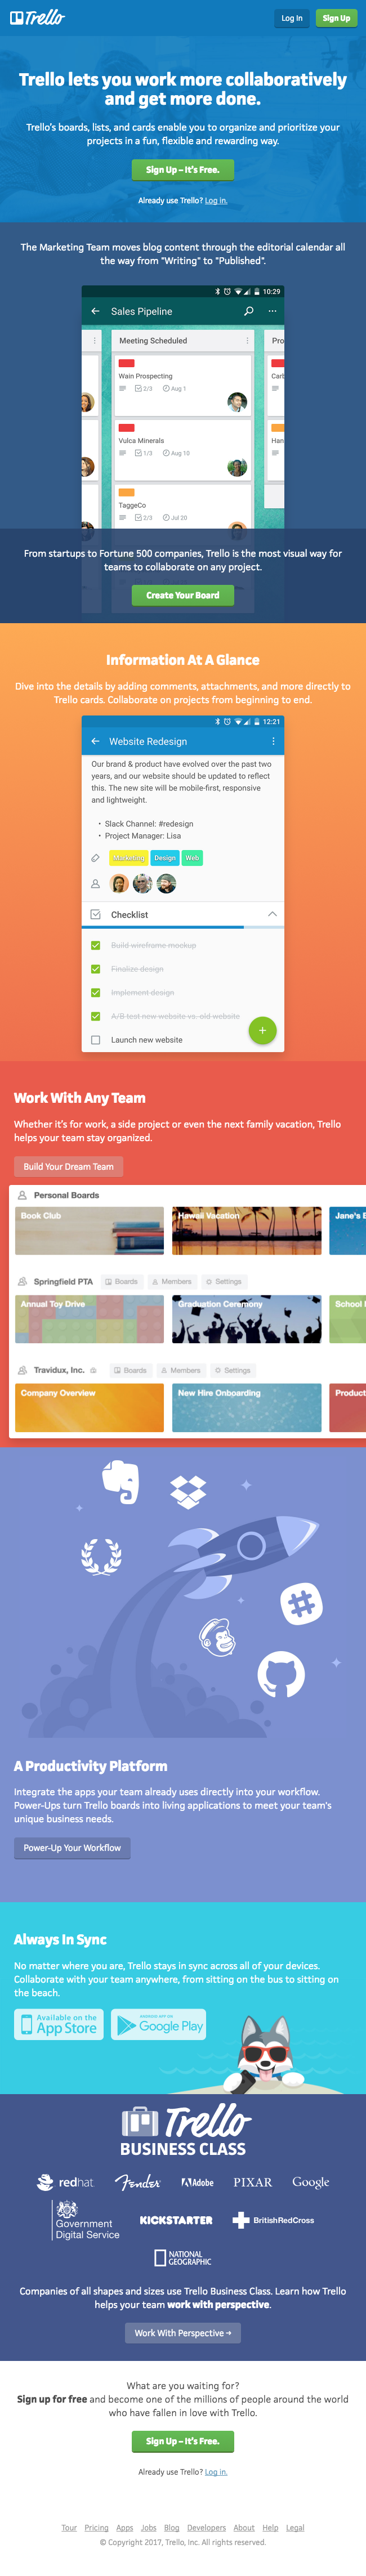 Trello
Log In
Sign Up
Trello lets you work more collaboratively
and get more done.
Trello's boards, lists, and cards enable you to organize and prioritize your
projects in a fun, flexible and rewarding way.
Sign Up – It's Free.
Already use Trello? Log in.
The Marketing Team moves blog content through the editorial calendar all
the way from "Writing" to "Published".
10:29
Sales Pipeline
Meeting Scheduled
Pro
Wain Prospecting
2/3
Aug 1
Carb
Vulca Minerals
1/3
Aug 10
Han
TaggeCo
2/3
Jul 20
From startups to Fortune 500 companies, Trello is the most visual way for
teams to collaborate on any project.
Create Your Board
Information At A Glance
Dive into the details by adding comments, attachments, and more directly to
Trello cards. Collaborate on projects from beginning to end.
12:21
Website Redesign
Our brand & product have evolved over the past two
years, and our website should be updated to reflect
this. The new site will be mobile-first, responsive
and lightweight.
• Slack Channel: #redesign
• Project Manager: Lisa
Marketing
Design
Web
Checklist
Build wireframe mockup
Finalize design
Implement design
A/B test new website vs. old website
Launch new website
Work With Any Team
Whether it's for work, a side project or even the next family vacation, Trello
helps your team stay organized.
Build Your Dream Team
Personal Boards
Book Club
Hawaii Vacation
Jane's B
Springfield PTA
Boards
Members
Settings
Annual Toy Drive
Graduation Ceremony
School
Travidux, Inc.
Boards
Members
Settings
Company Overview
New Hire Onboarding
Product
A Productivity Platform
Integrate the apps your team already uses directly into your workflow.
Power-Ups turn Trello boards into living applications to meet your team's
unique business needs.
Power-Up Your Workflow
Always In Sync
No matter where you are, Trello stays in sync across all of your devices.
Collaborate with your team anywhere, from sitting on the bus to sitting on
the beach.
Available on the
App Store
ANDROID APP ON
Google Play
Trello
BUSINESS CLASS
redhat.
Fender
Adobe
PIXAR
Google
Government
Digital Service
KICKSTARTER
BritishRedCross
NATIONAL
GEOGRAPHIC
Companies of all shapes and sizes use Trello Business Class. Learn how Trello
helps your team work with perspective.
Work With Perspective →
What are you waiting for?
Sign up for free and become one of the millions of people around the world
who have fallen in love with Trello.
Sign Up – It's Free.
Already use Trello? Log in.
Tour Pricing Apps Jobs Blog Developers About Help Legal
© Copyright 2017, Trello, Inc. All rights reserved.